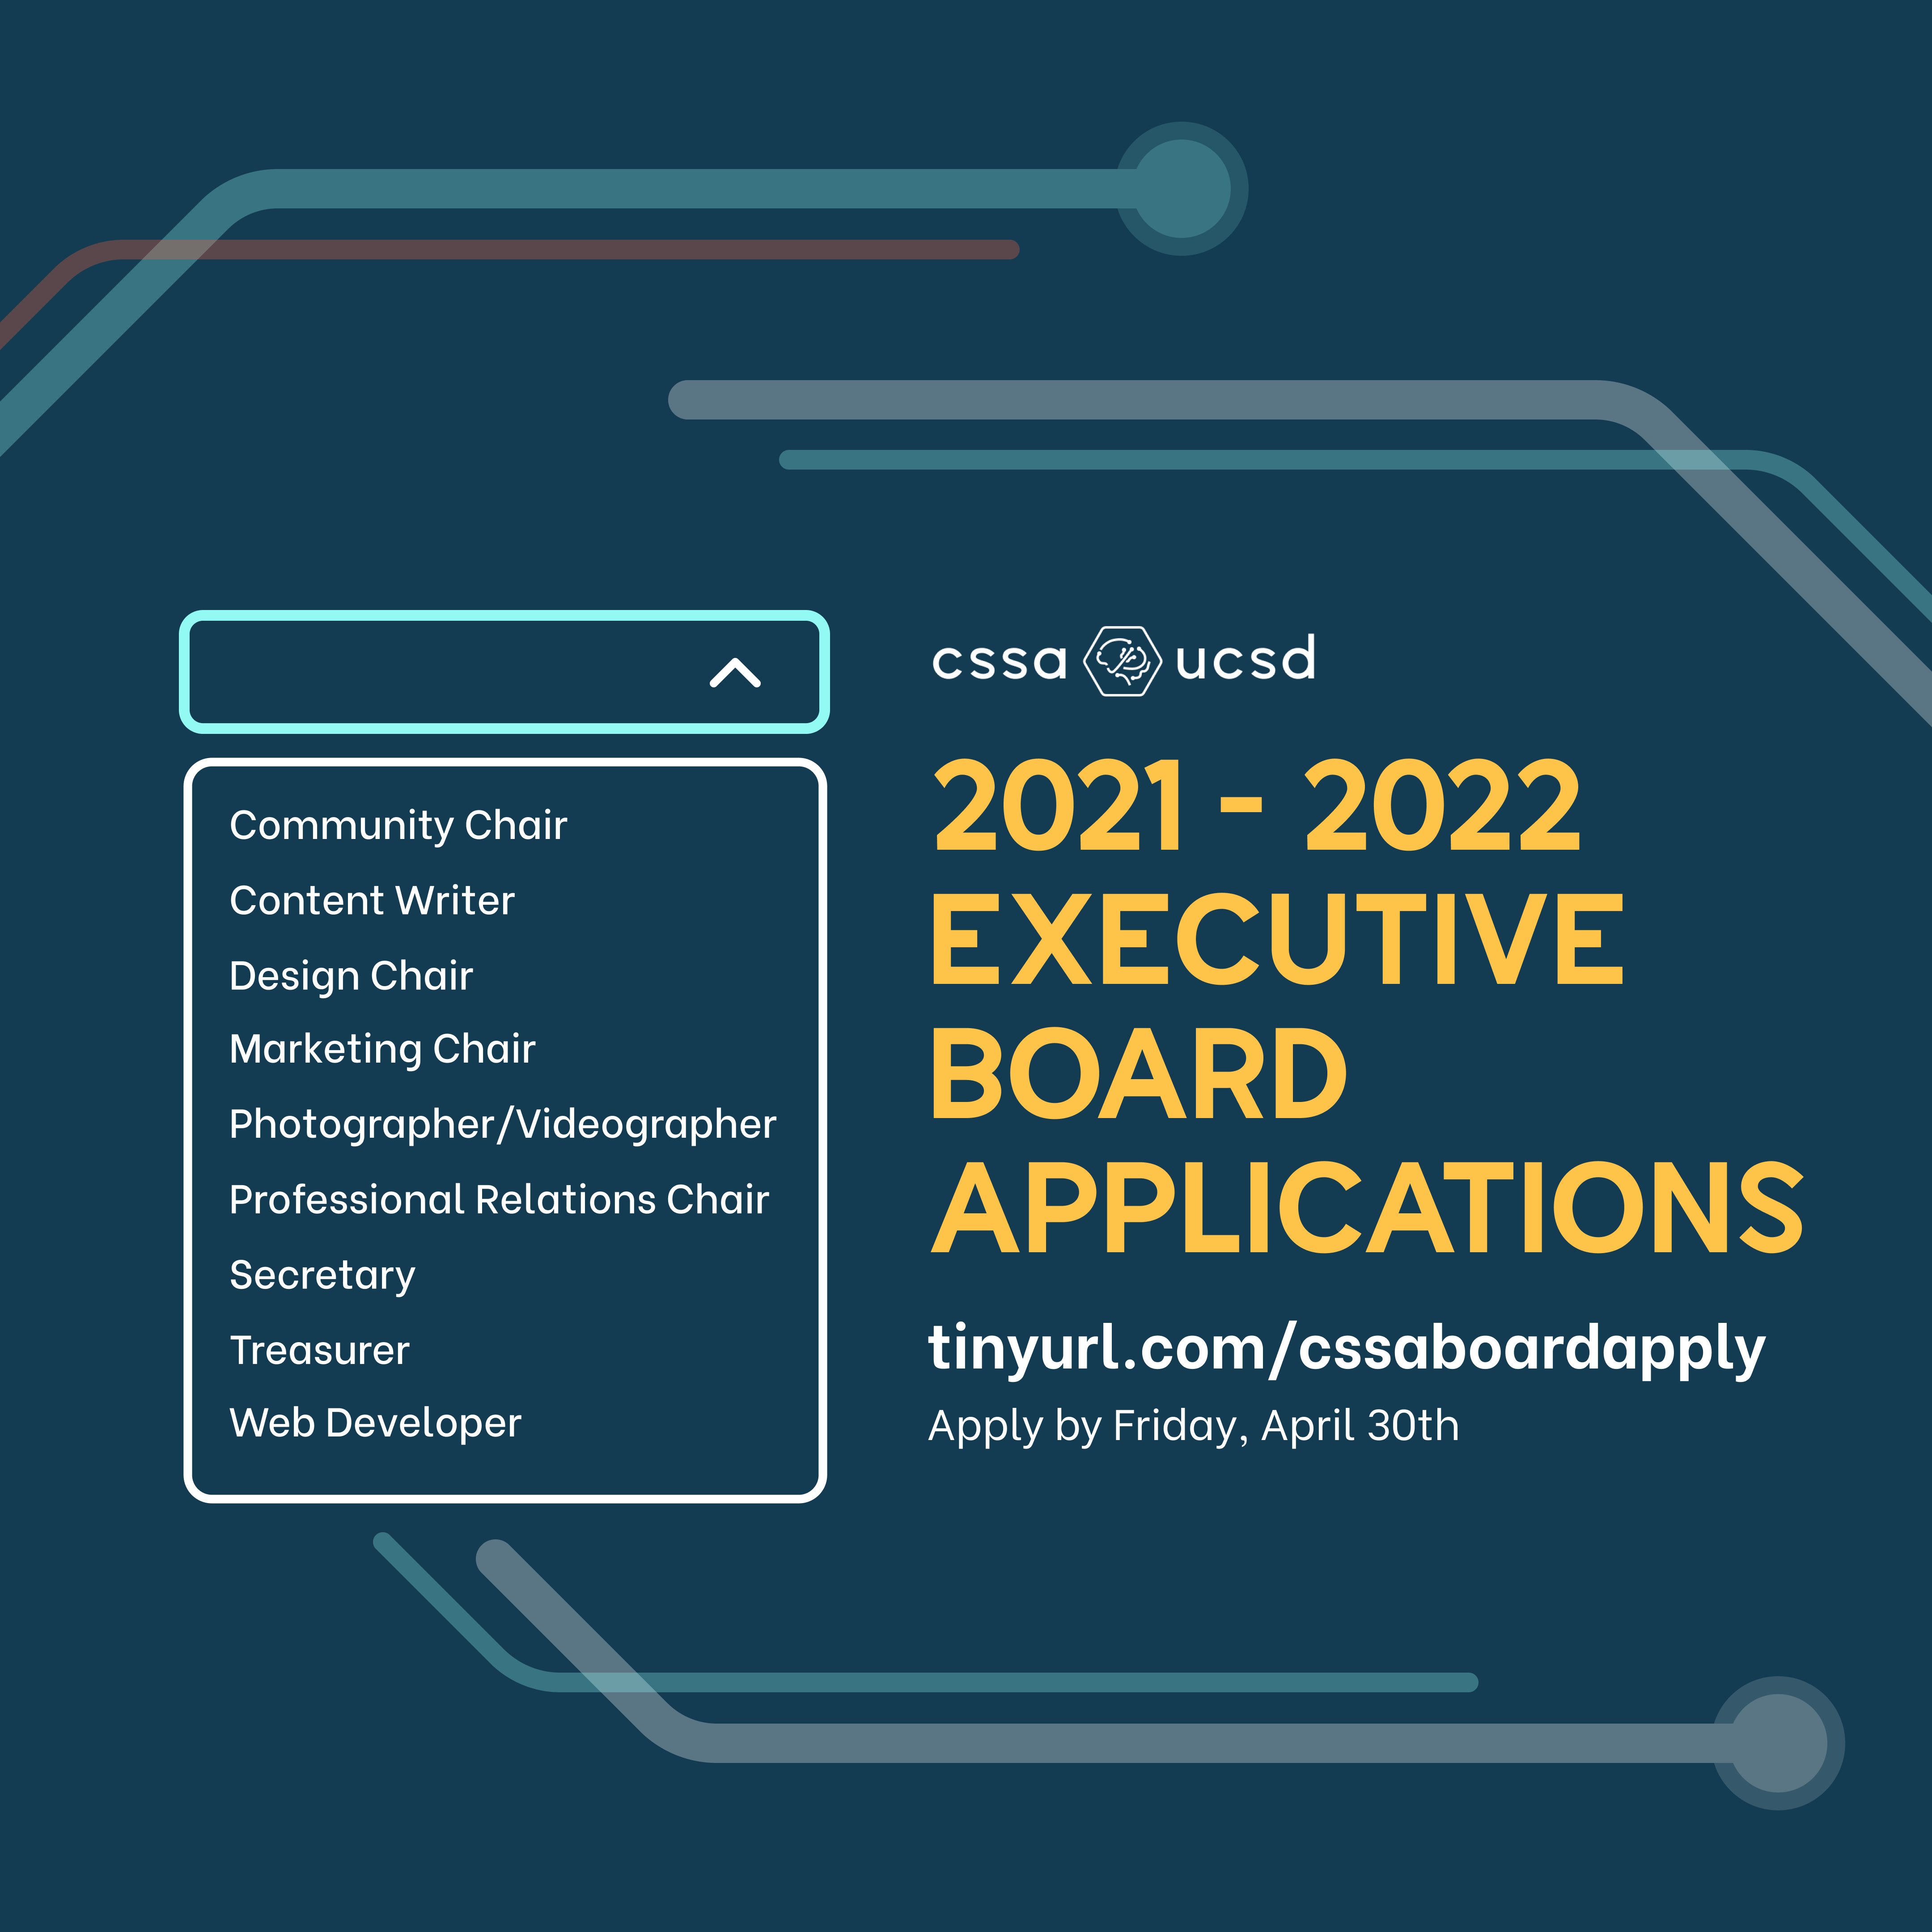 Community Chair
Content Writer
Design Chair
Marketing Chair
Photographer/Videographer
Professional Relations Chair
Secretary
Treasurer
Web Developer
cssa ucsd
2021 - 2022
EXECUTIVE
BOARD
APPLICATIONS
tinyurl.com/cssaboardapply
Apply by Friday, April 30th